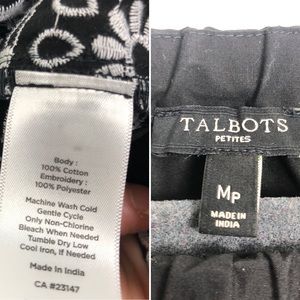 Body :
100% Cotton
Embroidery :
100% Polyester
Machine Wash Cold
Gentle Cycle
Only Non-Chlorine
Bleach When Needed
Tumble Dry Low
Cool Iron, If Needed
Made In India
CA #23147
TALBOTS
PETITES
MP
MADE IN
INDIA